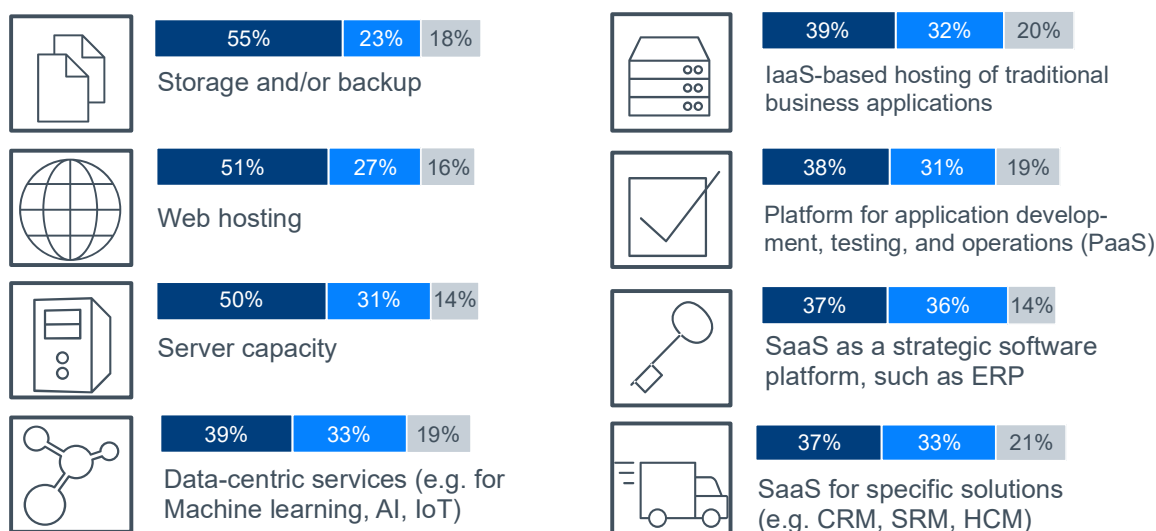 55% 23% 18%
Storage and/or backup
51% 27% 16%
Web hosting
50% 31% 14%
Server capacity
39% 33% 19%
Data-centric services (e.g. for
Machine learning, AI, IoT)
39% 32% 20%
IaaS-based hosting of traditional
business applications
38% 31% 19%
Platform for application develop-
ment, testing, and operations (PaaS)
37% 36% 14%
SaaS as a strategic software
platform, such as ERP
37% 33% 21%
SaaS for specific solutions
(e.g. CRM, SRM, HCM)